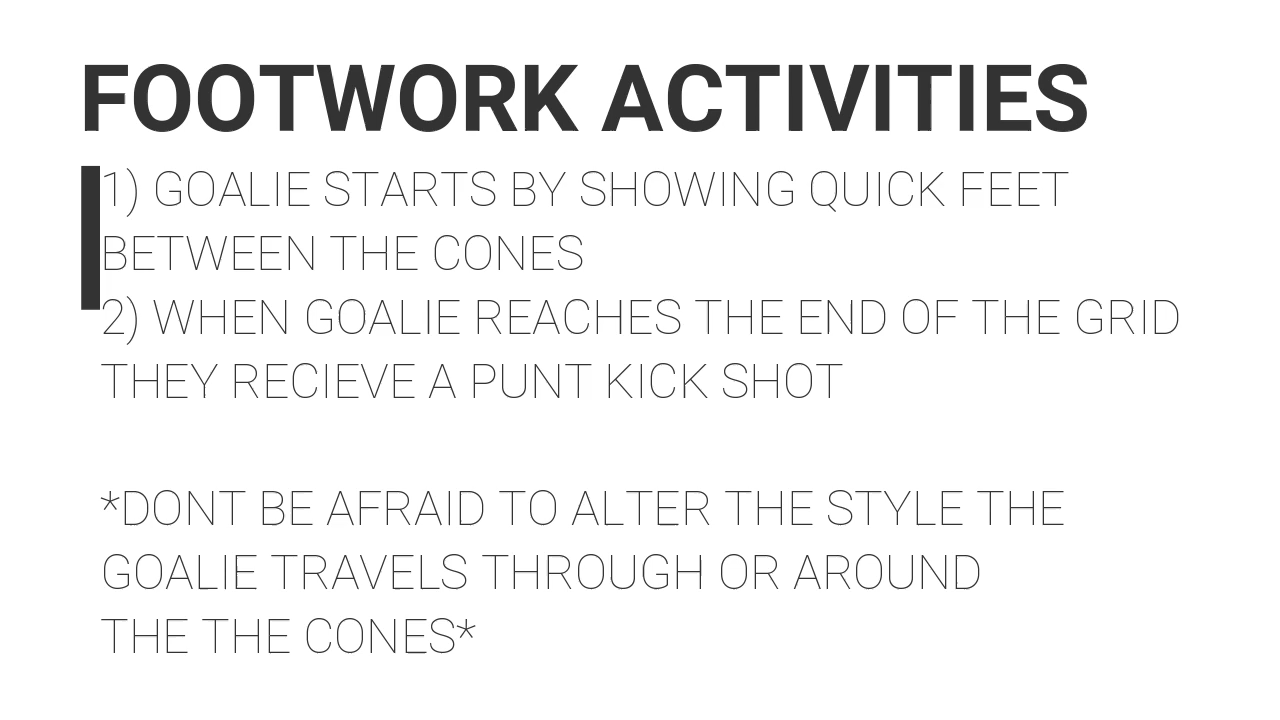 FOOTWORK ACTIVITIES
1) GOALIE STARTS BY SHOWING QUICK FEET
BETWEEN THE CONES
2) WHEN GOALIE REACHES THE END OF THE GRID
THEY RECIEVE A PUNT KICK SHOT
*DONT BE AFRAID TO ALTER THE STYLE THE
GOALIE TRAVELS THROUGH OR AROUND
THE THE CONES*